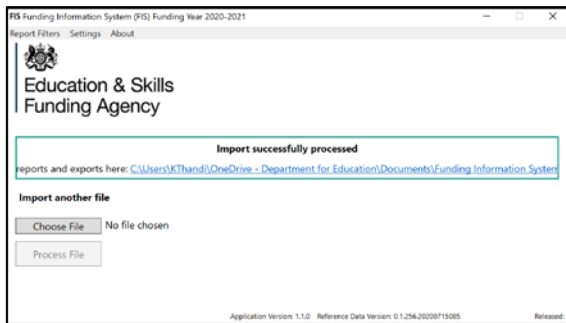 FIS Funding Information System (FIS) Funding Year 2020-2021
Report Filters Settings About
Education & Skills
Funding Agency
Import successfully processed
reports and exports here: C:\Users\KThandi\OneDrive - Department for Education\Documents\Funding Information System
Import another file
Choose File No file chosen
Process File
Application Version: 1.1.0 Reference Data Version: 0.1.256.20200715085 Released: